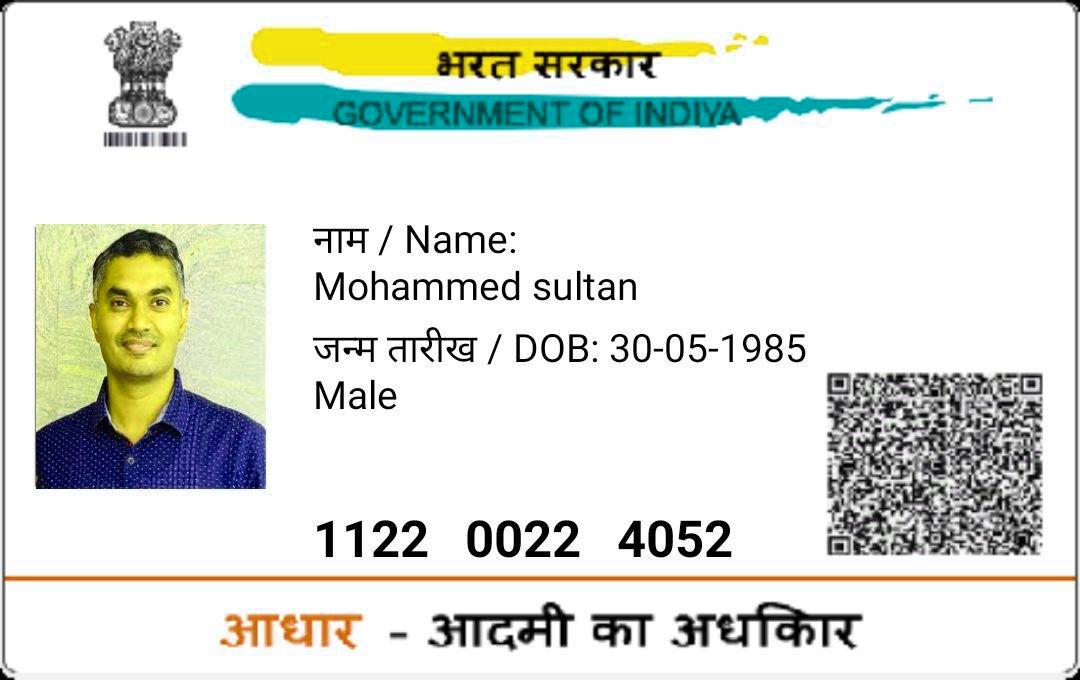 भरत सरकार
GOVERNMENT OF INDIYA
नाम / Name:
Mohammed sultan
जन्म तारीख / DOB: 30-05-1985
Male
1122 0022 4052
आधार - आदमी का अधकिार